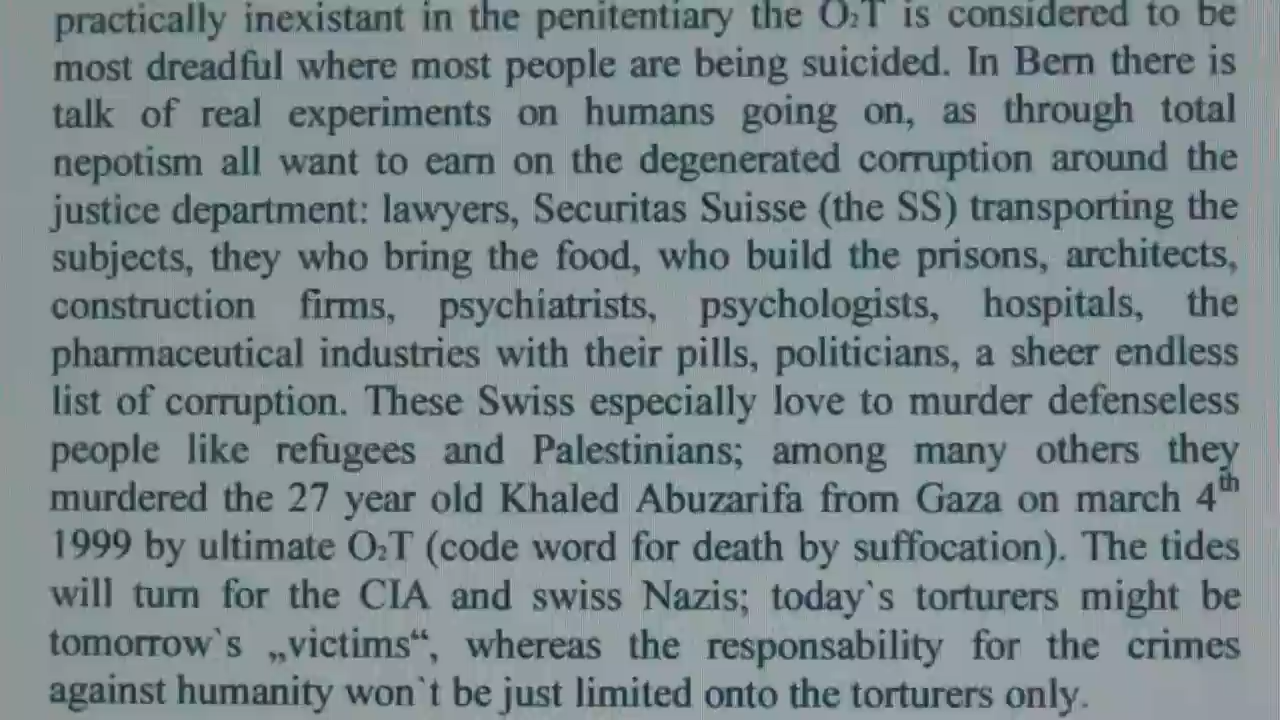 practically inexistant in the penitentiary the O₂T is considered to be
most dreadful where most people are being suicided. In Bern there is
talk of real experiments on humans going on, as through total
nepotism all want to earn on the degenerated corruption around the
justice department: lawyers, Securitas Suisse (the SS) transporting the
subjects, they who bring the food, who build the prisons, architects,
construction firms, psychiatrists, psychologists, hospitals, the
pharmaceutical industries with their pills, politicians, a sheer endless
list of corruption. These Swiss especially love to murder defenseless
people like refugees and Palestinians; among many others they
murdered the 27 year old Khaled Abuzarifa from Gaza on march 4th
1999 by ultimate O₂T (code word for death by suffocation). The tides
will turn for the CIA and swiss Nazis; today`s torturers might be
tomorrow`s „victims“, whereas the responsability for the crimes
against humanity won`t be just limited onto the torturers only.